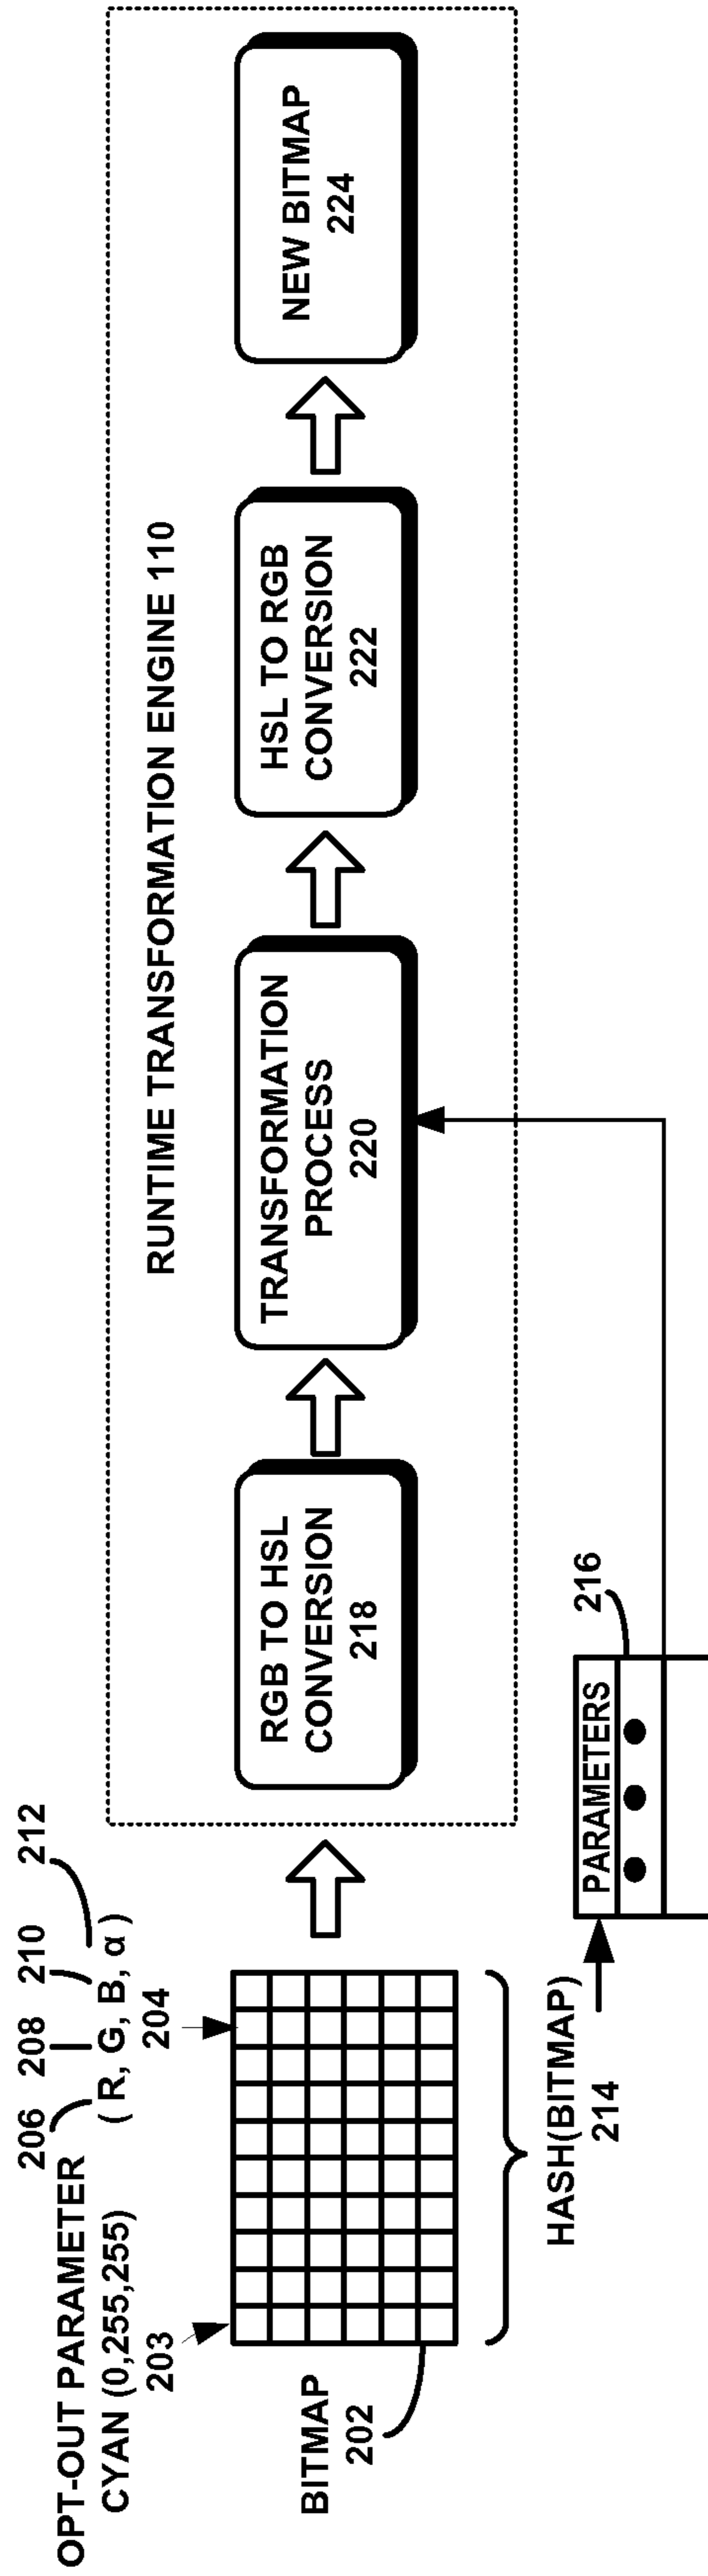 OPT-OUT PARAMETER
CYAN (0,255,255)
203
206
208
210
212
( R, G, B, α )
204
BITMAP
202
HASH(BITMAP)
214
PARAMETERS
216
RUNTIME TRANSFORMATION ENGINE 110
RGB TO HSL
CONVERSION
218
TRANSFORMATION
PROCESS
220
HSL TO RGB
CONVERSION
222
NEW BITMAP
224